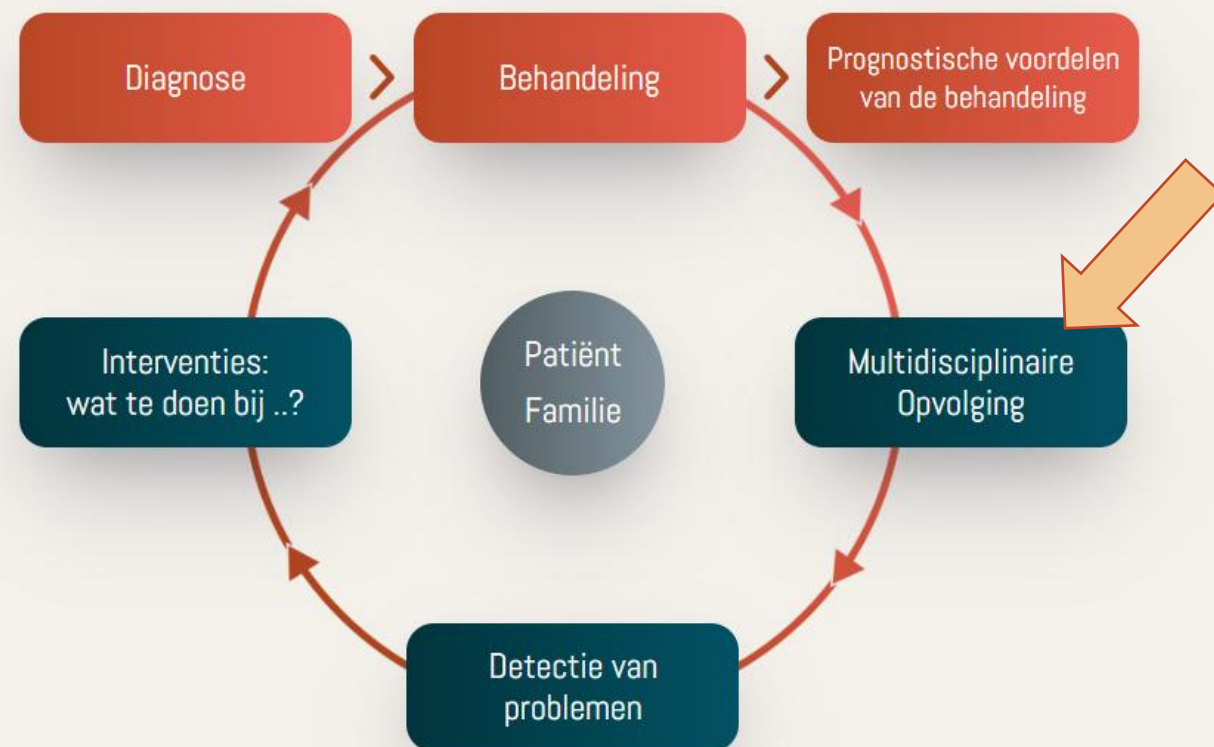 Diagnose
Behandeling
Prognostische voordelen
van de behandeling
Interventies:
wat te doen bij ..?
Patiënt
Familie
Multidisciplinaire
Opvolging
Detectie van
problemen